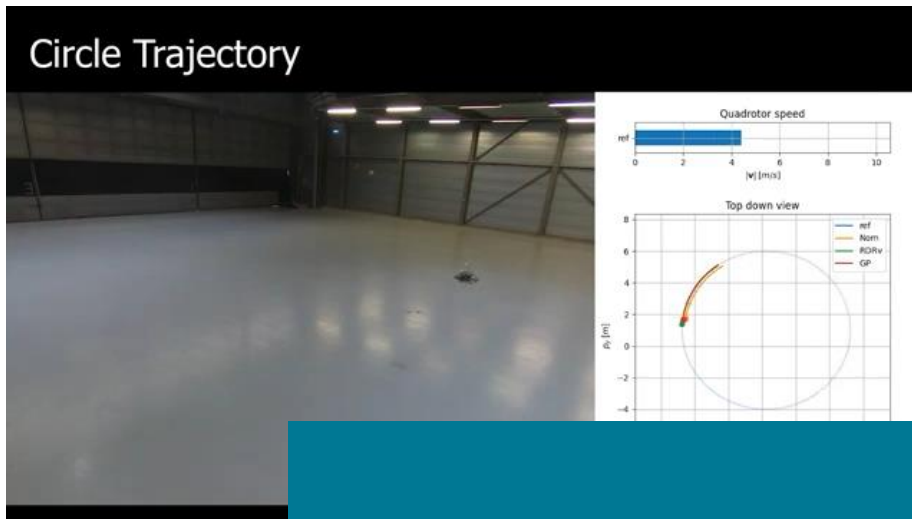 Circle Trajectory
Quadrotor speed
ref
0 2 4 6 8 10
|v| [m/s]
Top down view
8
6
4
2
0
−2
−4
p_y [m]
ref
Nom
RDRv
GP